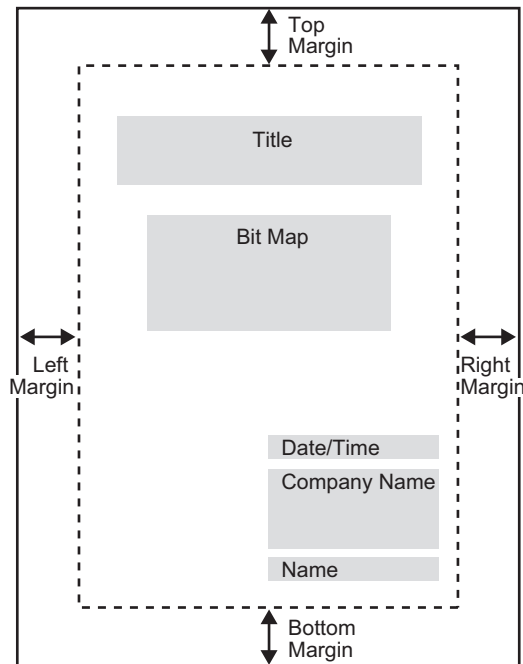 Top
Margin
Title
Bit Map
Left
Margin
Right
Margin
Date/Time
Company Name
Name
Bottom
Margin